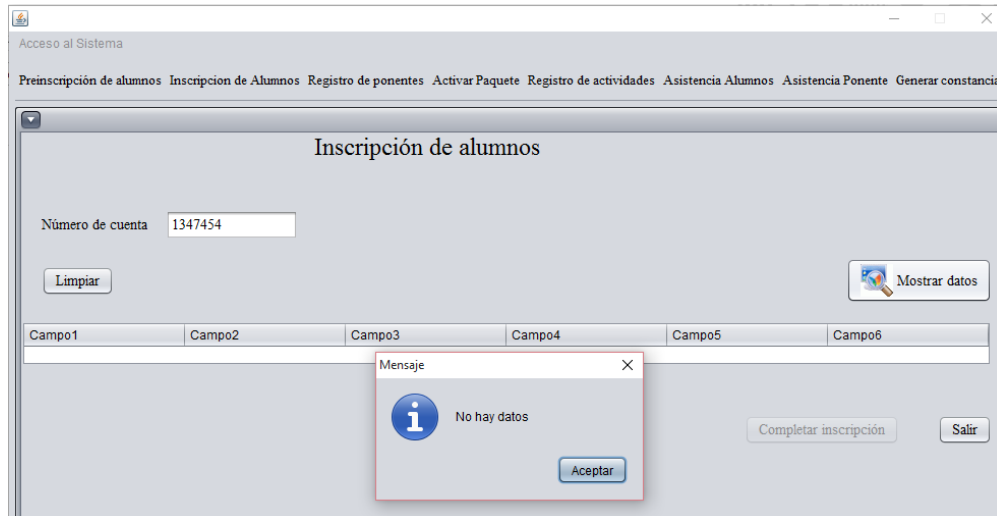 Acceso al Sistema
Preinscripción de alumnos Inscripcion de Alumnos Registro de ponentes Activar Paquete Registro de actividades Asistencia Alumnos Asistencia Ponente Generar constancia
Inscripción de alumnos
Número de cuenta 1347454
Limpiar Mostrar datos
Campo1 Campo2 Campo3 Campo4 Campo5 Campo6
Mensaje
No hay datos
Completar inscripción Salir
Aceptar